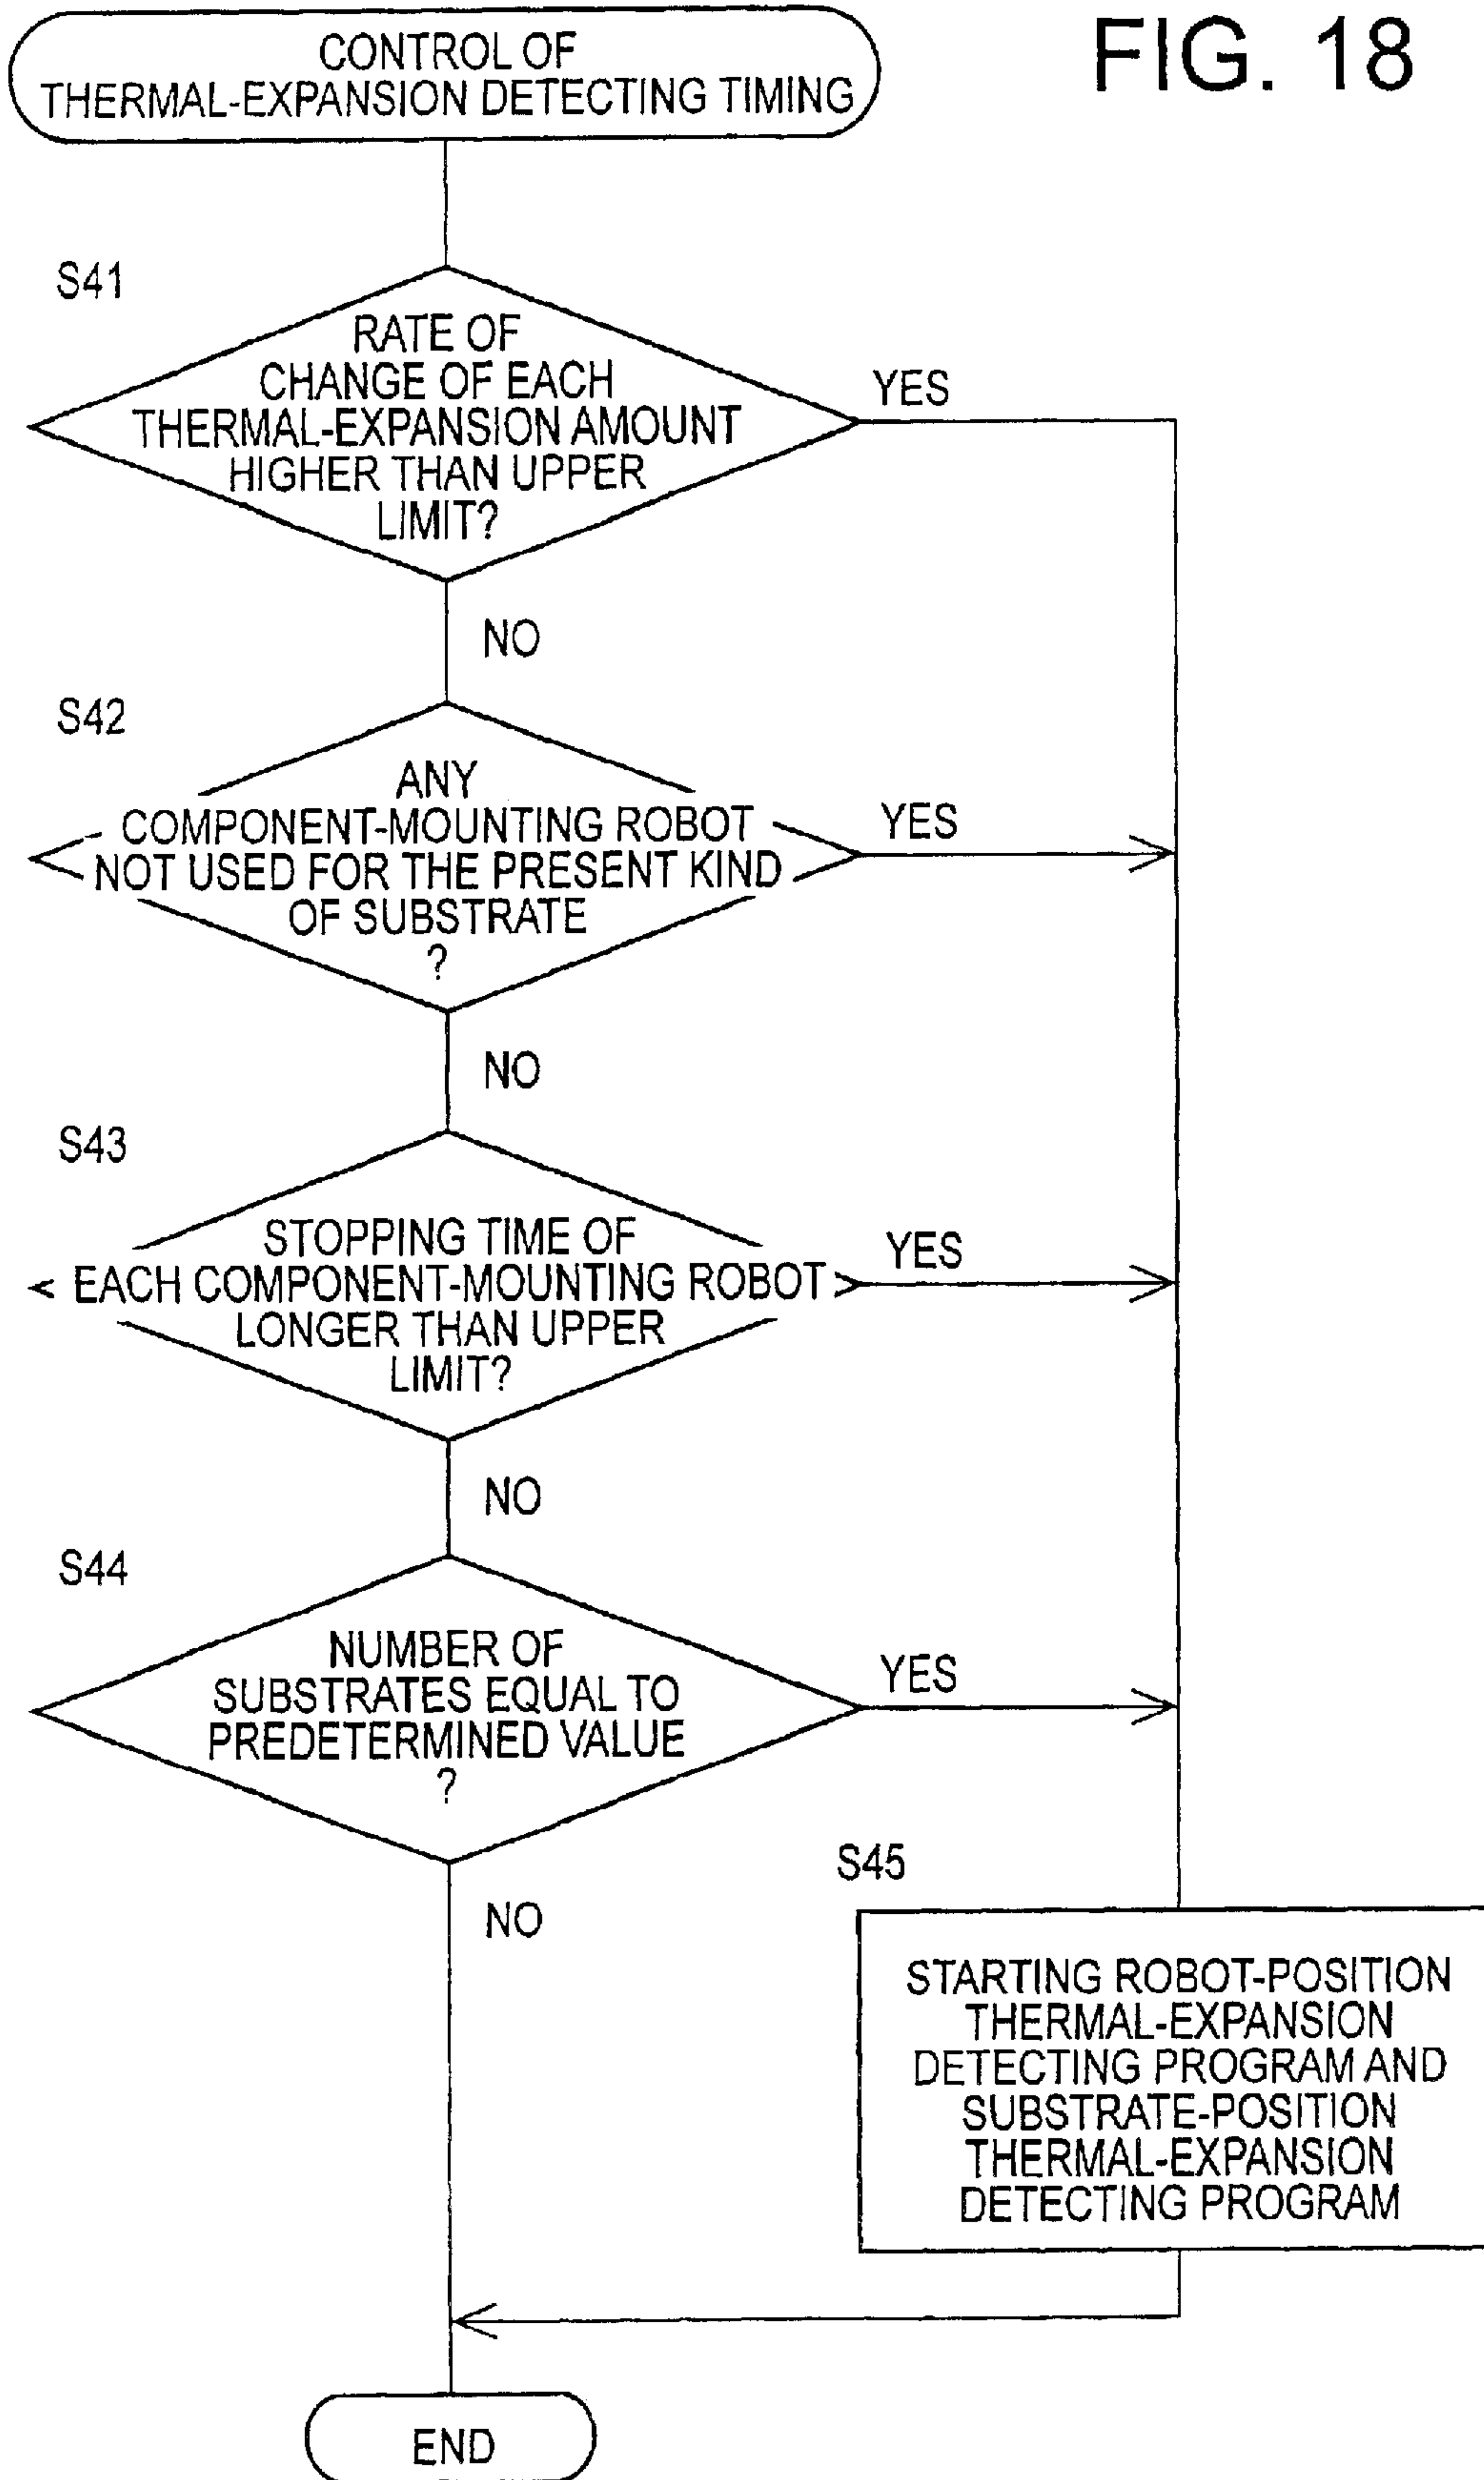 FIG. 18
CONTROL OF
THERMAL-EXPANSION DETECTING TIMING
S41
RATE OF
CHANGE OF EACH
THERMAL-EXPANSION AMOUNT
HIGHER THAN UPPER
LIMIT?
YES
NO
S42
ANY
COMPONENT-MOUNTING ROBOT
NOT USED FOR THE PRESENT KIND
OF SUBSTRATE
?
YES
NO
S43
STOPPING TIME OF
EACH COMPONENT-MOUNTING ROBOT
LONGER THAN UPPER
LIMIT?
YES
NO
S44
NUMBER OF
SUBSTRATES EQUAL TO
PREDETERMINED VALUE
?
YES
NO
S45
STARTING ROBOT-POSITION
THERMAL-EXPANSION
DETECTING PROGRAM AND
SUBSTRATE-POSITION
THERMAL-EXPANSION
DETECTING PROGRAM
END